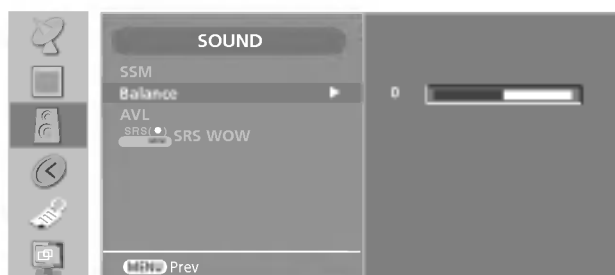 SOUND
SSM
Balance 0
AVL
SRS(●) SRS WOW
MENU Prev